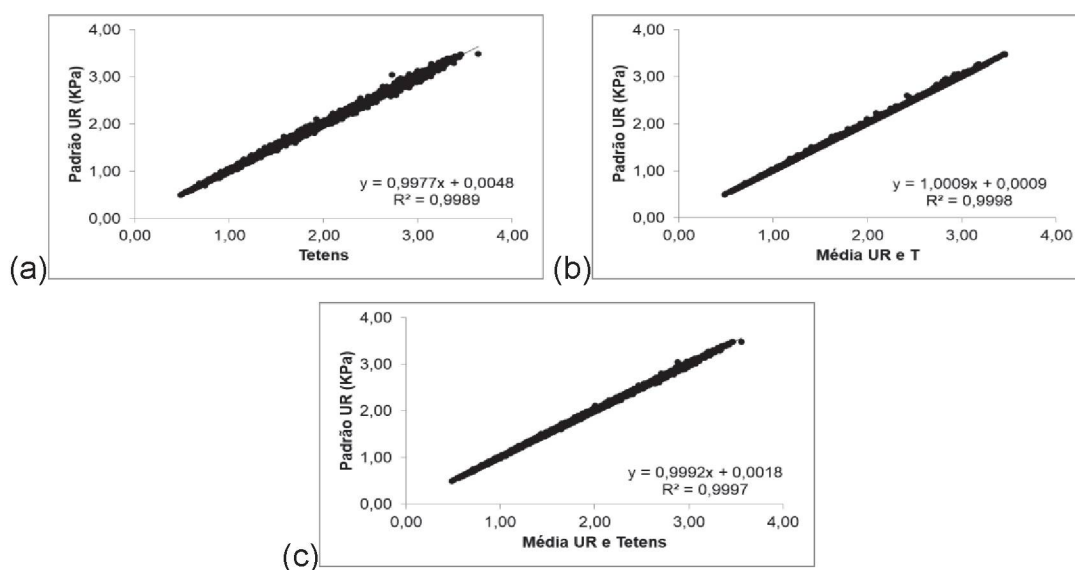 4,00
3,00
2,00
1,00
0,00
Padrão UR (KPa)
y = 0,9977x + 0,0048
R² = 0,9989
0,00 1,00 2,00 3,00 4,00
Tetens
(a)
4,00
3,00
2,00
1,00
0,00
Padrão UR (KPa)
y = 1,0009x + 0,0009
R² = 0,9998
0,00 1,00 2,00 3,00 4,00
Média UR e T
(b)
4,00
3,00
2,00
1,00
0,00
Padrão UR (KPa)
y = 0,9992x + 0,0018
R² = 0,9997
0,00 1,00 2,00 3,00 4,00
Média UR e Tetens
(c)